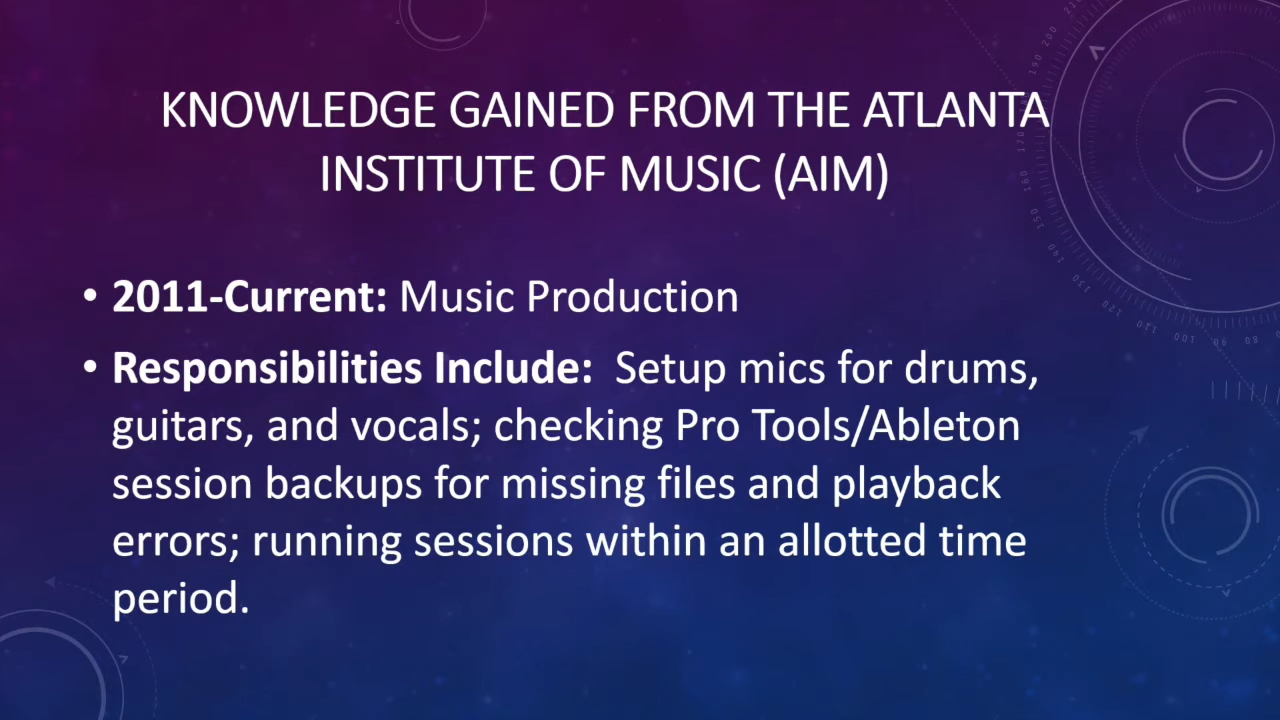 KNOWLEDGE GAINED FROM THE ATLANTA
INSTITUTE OF MUSIC (AIM)
• 2011-Current: Music Production
• Responsibilities Include:  Setup mics for drums,
guitars, and vocals; checking Pro Tools/Ableton
session backups for missing files and playback
errors; running sessions within an allotted time
period.